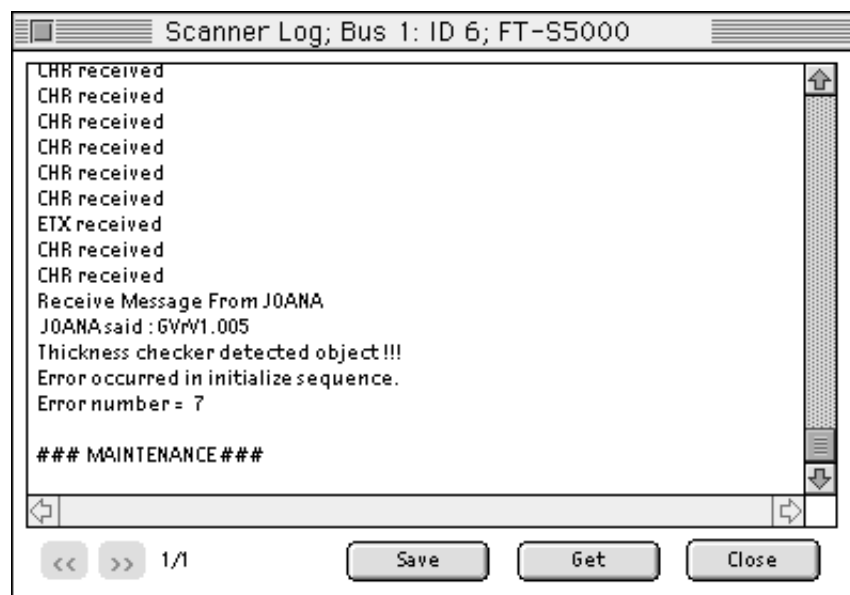 Scanner Log; Bus 1: ID 6; FT-S5000
CHR received
CHR received
CHR received
CHR received
CHR received
CHR received
ETX received
CHR received
CHR received
Receive Message From JOANA
JOANA said : GVrV1.005
Thickness checker detected object !!!
Error occurred in initialize sequence.
Error number = 7
### MAINTENANCE ###
<< >> 1/1 Save Get Close